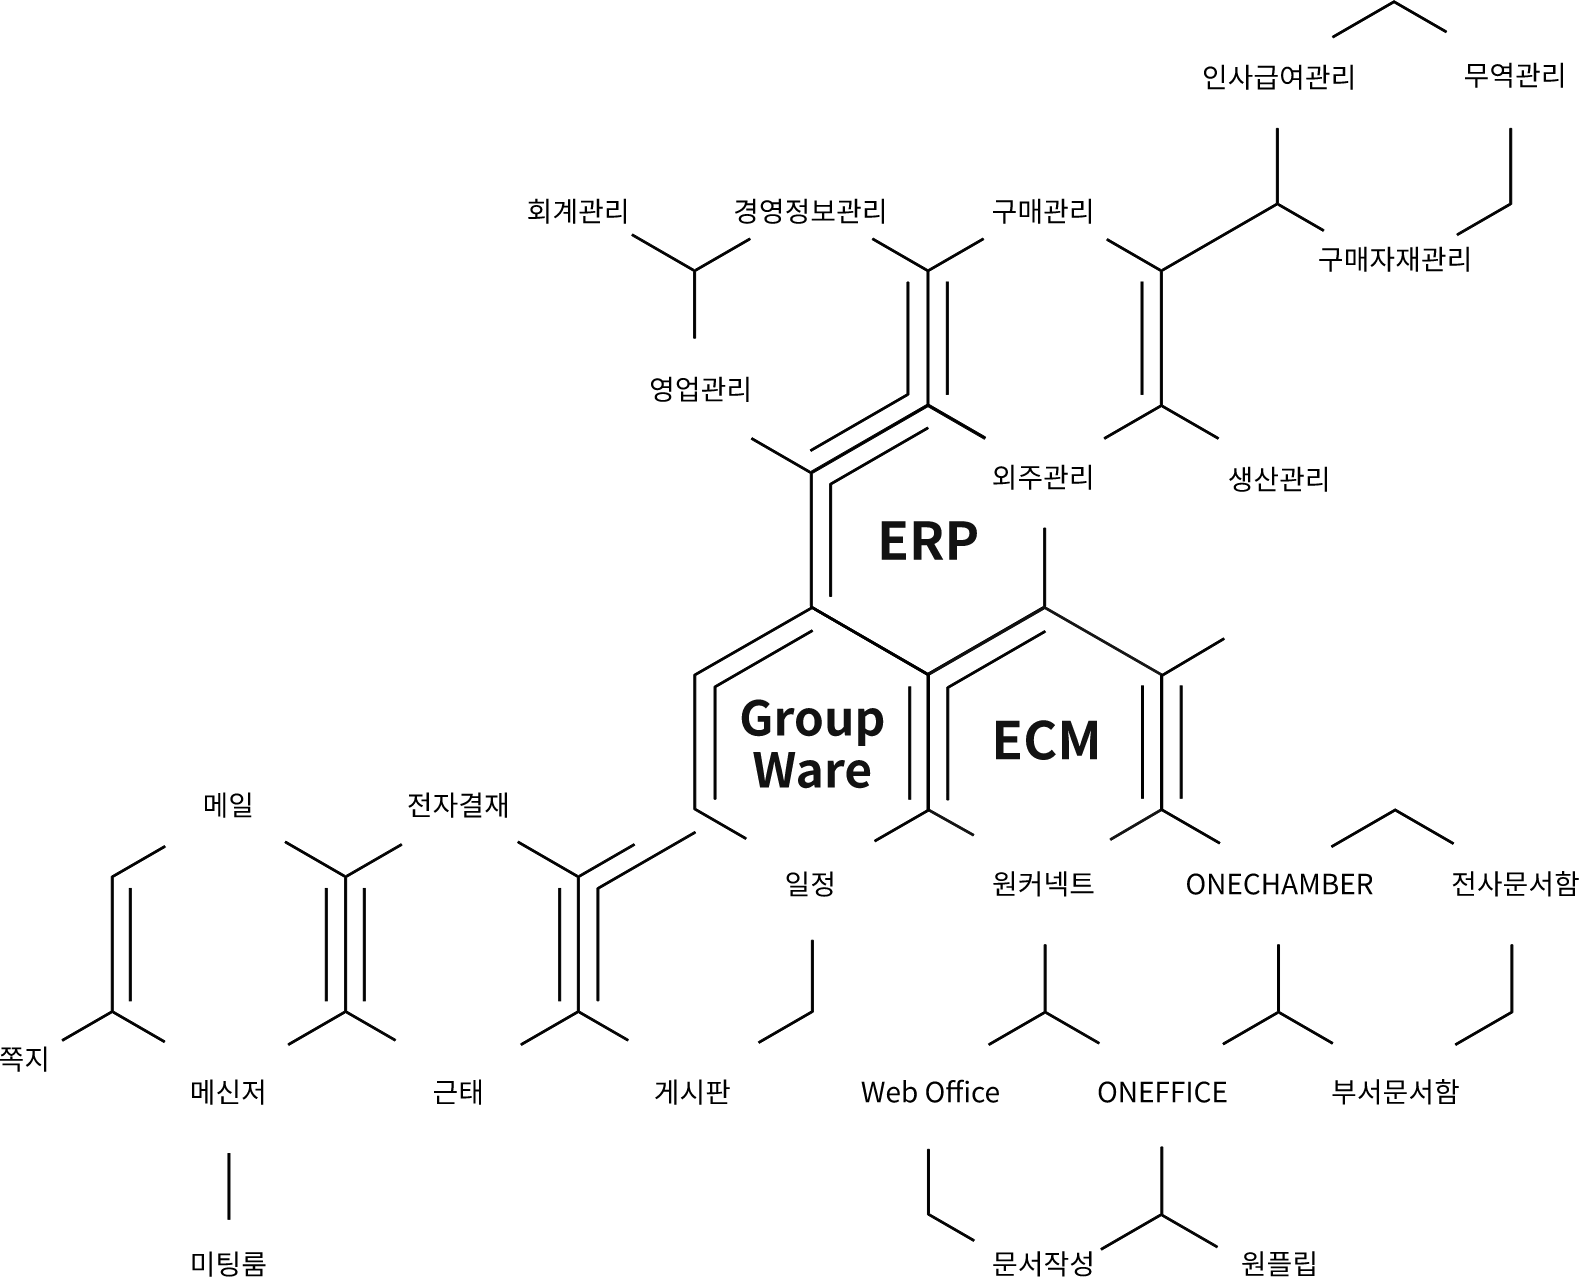 인사급여관리
무역관리
회계관리
경영정보관리
구매관리
구매자재관리
영업관리
외주관리
생산관리
ERP
Group
Ware
ECM
메일
전자결재
일정
원커넥트
ONECHAMBER
전사문서함
쪽지
메신저
근태
게시판
Web Office
ONEFFICE
부서문서함
미팅룸
문서작성
원플립